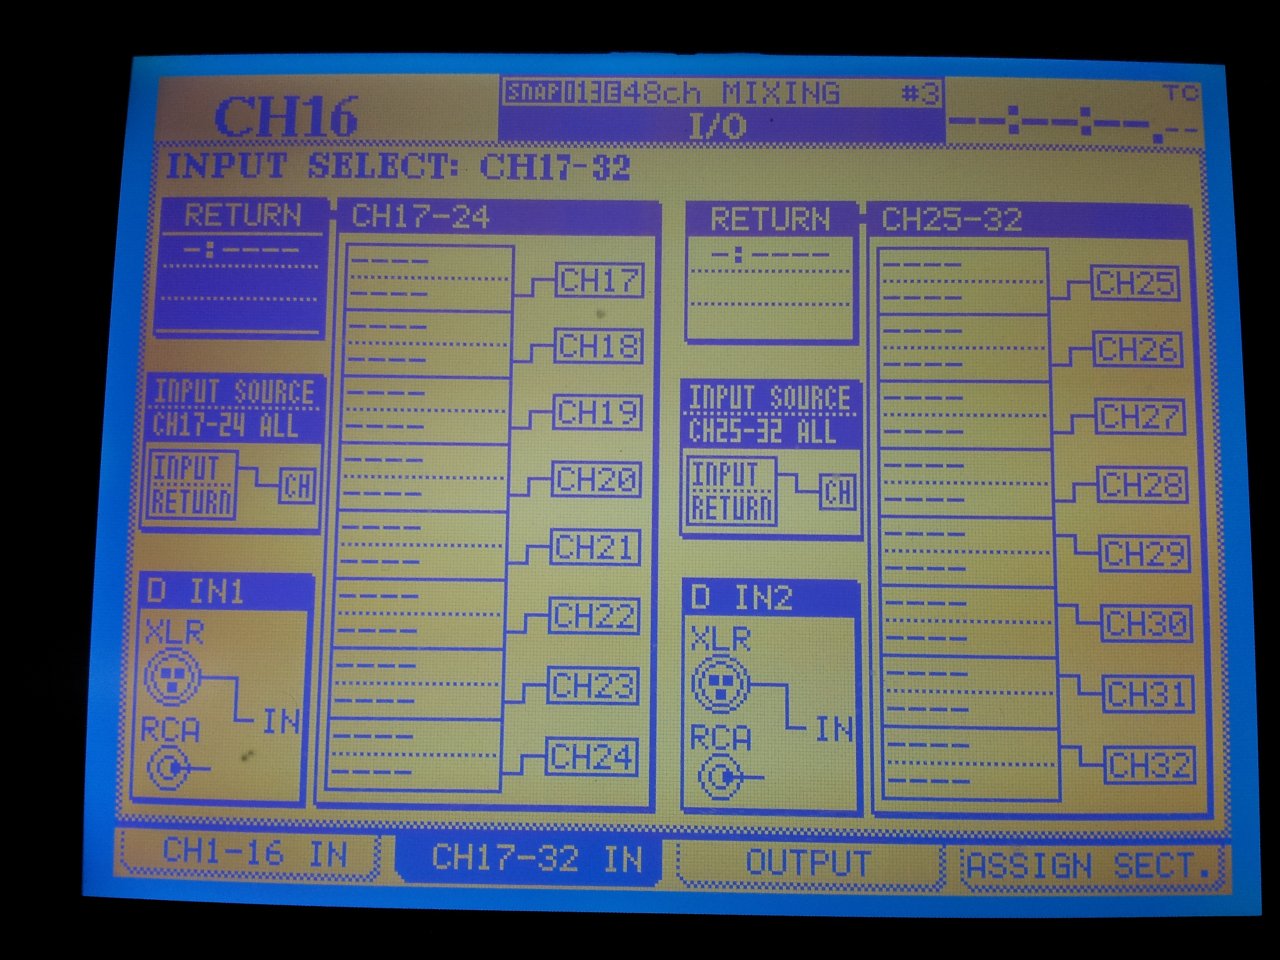 CH16
SNAP 013E 48ch MIXING #3
I/O
TC
--:--:--.--
INPUT SELECT: CH17-32
RETURN
-:----
CH17-24
----
----
CH17
----
----
CH18
----
----
CH19
----
----
CH20
----
----
CH21
----
----
CH22
----
----
CH23
----
----
CH24
INPUT SOURCE
CH17-24 ALL
INPUT
RETURN
CH
D IN1
XLR
IN
RCA
RETURN
-:----
CH25-32
----
----
CH25
----
----
CH26
----
----
CH27
----
----
CH28
----
----
CH29
----
----
CH30
----
----
CH31
----
----
CH32
INPUT SOURCE
CH25-32 ALL
INPUT
RETURN
CH
D IN2
XLR
IN
RCA
CH1-16 IN
CH17-32 IN
OUTPUT
ASSIGN SECT.